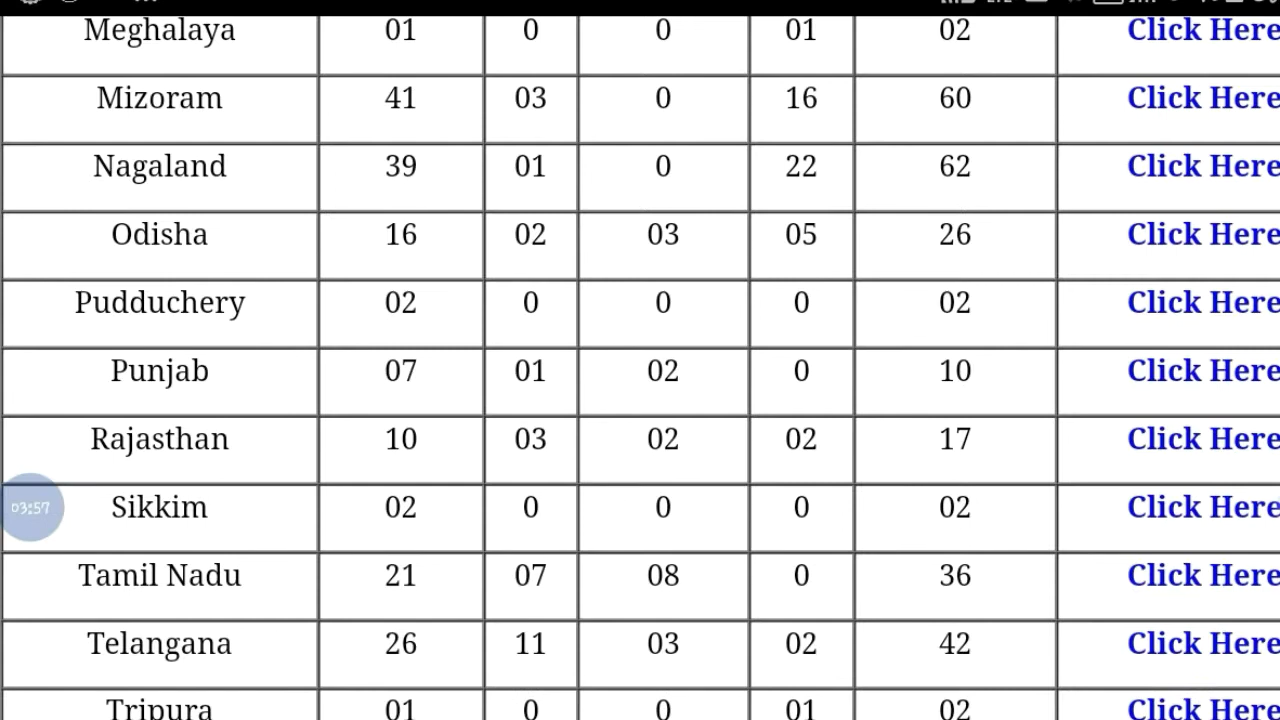 Meghalaya 01 0 0 01 02 Click Here
Mizoram 41 03 0 16 60 Click Here
Nagaland 39 01 0 22 62 Click Here
Odisha 16 02 03 05 26 Click Here
Pudduchery 02 0 0 0 02 Click Here
Punjab 07 01 02 0 10 Click Here
Rajasthan 10 03 02 02 17 Click Here
03:57 Sikkim 02 0 0 0 02 Click Here
Tamil Nadu 21 07 08 0 36 Click Here
Telangana 26 11 03 02 42 Click Here
Tripura 01 0 0 01 02 Click Here